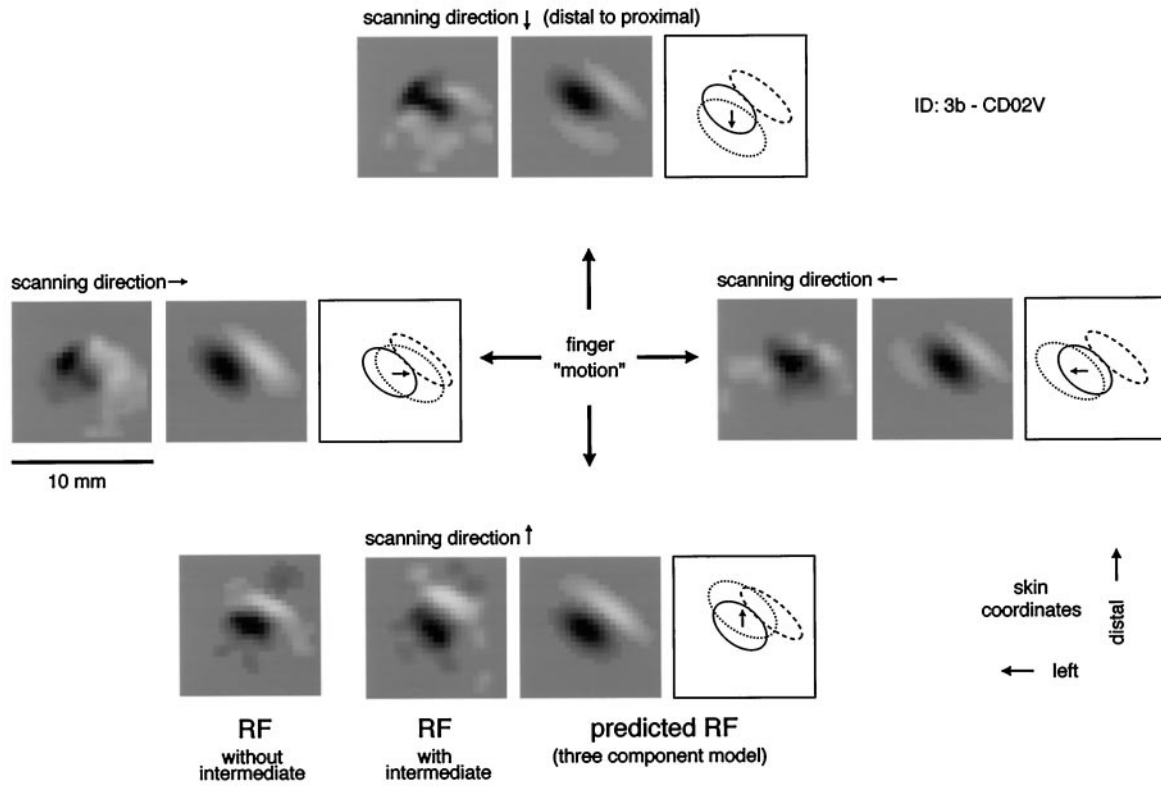 scanning direction ↓ (distal to proximal)
ID: 3b - CD02V
scanning direction→
scanning direction ←
finger
"motion"
10 mm
scanning direction ↑
skin
coordinates
distal
← left
RF
without
intermediate
RF
with
intermediate
predicted RF
(three component model)